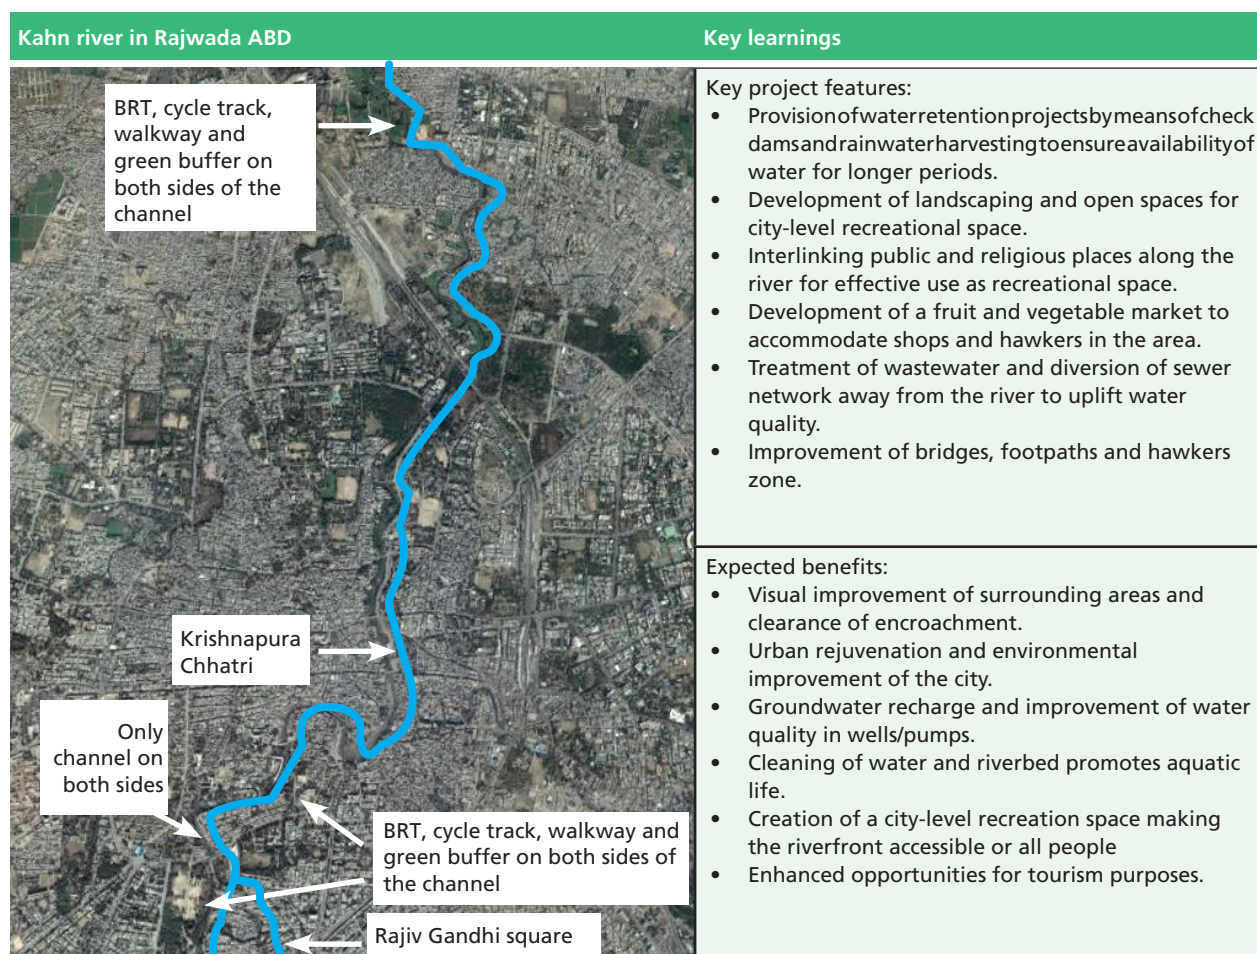 Kahn river in Rajwada ABD
Key learnings
BRT, cycle track,
walkway and
green buffer on
both sides of the
channel
Krishnapura
Chhatri
Only
channel on
both sides
BRT, cycle track, walkway and
green buffer on both sides of
the channel
Rajiv Gandhi square
Key project features:
• Provisionofwaterretentionprojectsbymeansofcheck
damsandrainwaterharvestingtoensureavailabilityof
water for longer periods.
• Development of landscaping and open spaces for
city-level recreational space.
• Interlinking public and religious places along the
river for effective use as recreational space.
• Development of a fruit and vegetable market to
accommodate shops and hawkers in the area.
• Treatment of wastewater and diversion of sewer
network away from the river to uplift water
quality.
• Improvement of bridges, footpaths and hawkers
zone.
Expected benefits:
• Visual improvement of surrounding areas and
clearance of encroachment.
• Urban rejuvenation and environmental
improvement of the city.
• Groundwater recharge and improvement of water
quality in wells/pumps.
• Cleaning of water and riverbed promotes aquatic
life.
• Creation of a city-level recreation space making
the riverfront accessible or all people
• Enhanced opportunities for tourism purposes.